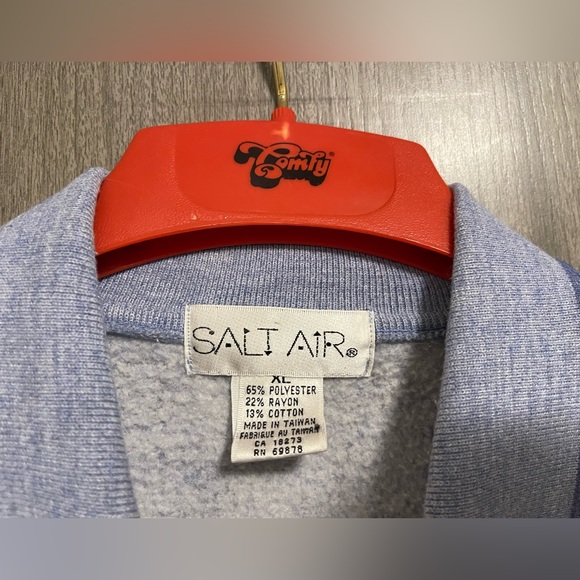 Comfy®
SALT AIR®
XL
65% POLYESTER
22% RAYON
13% COTTON
MADE IN TAIWAN
FABRIQUE AU TAIWAN
CA 18273
RN 69878